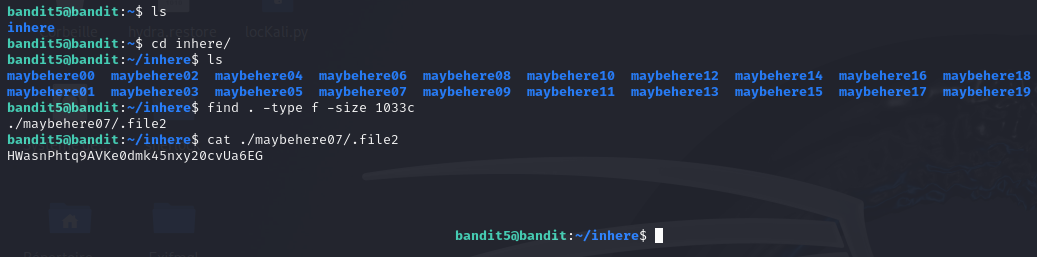 bandit5@bandit:~$ ls
inhere
bandit5@bandit:~$ cd inhere/
bandit5@bandit:~/inhere$ ls
maybehere00  maybehere02  maybehere04  maybehere06  maybehere08  maybehere10  maybehere12  maybehere14  maybehere16  maybehere18
maybehere01  maybehere03  maybehere05  maybehere07  maybehere09  maybehere11  maybehere13  maybehere15  maybehere17  maybehere19
bandit5@bandit:~/inhere$ find . -type f -size 1033c
./maybehere07/.file2
bandit5@bandit:~/inhere$ cat ./maybehere07/.file2
HWasnPhtq9AVKe0dmk45nxy20cvUa6EG
bandit5@bandit:~/inhere$